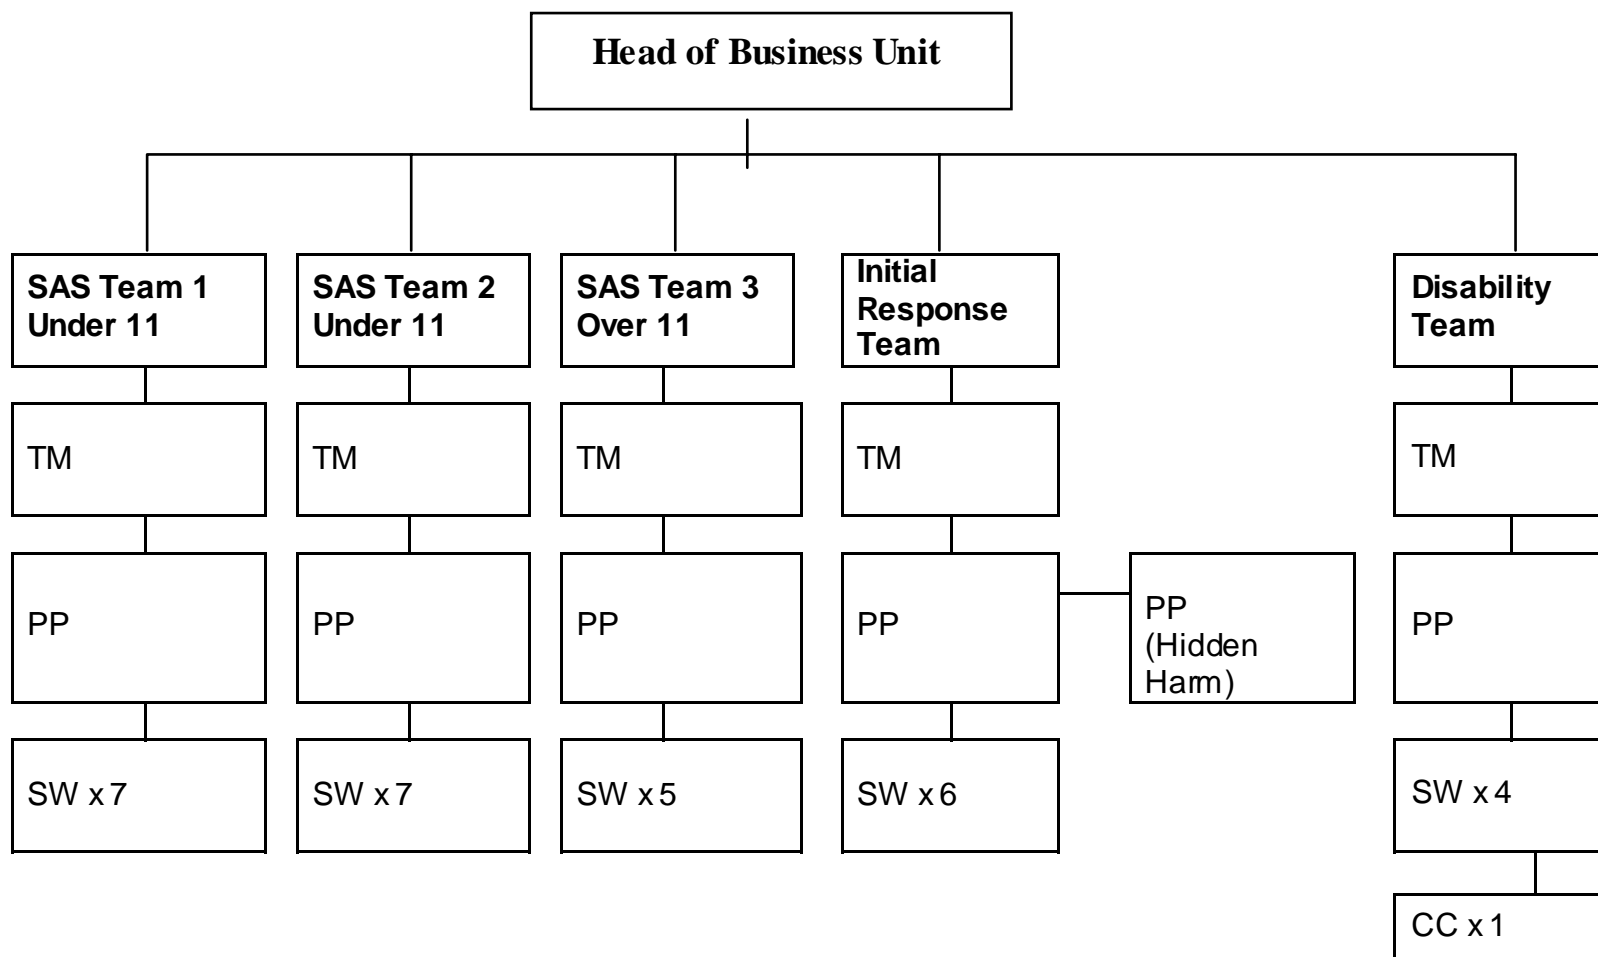 Head of Business Unit
SAS Team 1
Under 11
SAS Team 2
Under 11
SAS Team 3
Over 11
Initial
Response
Team
Disability
Team
TM
TM
TM
TM
TM
PP
PP
PP
PP
PP
(Hidden
Harm)
PP
SW x 7
SW x 7
SW x 5
SW x 6
SW x 4
CC x 1